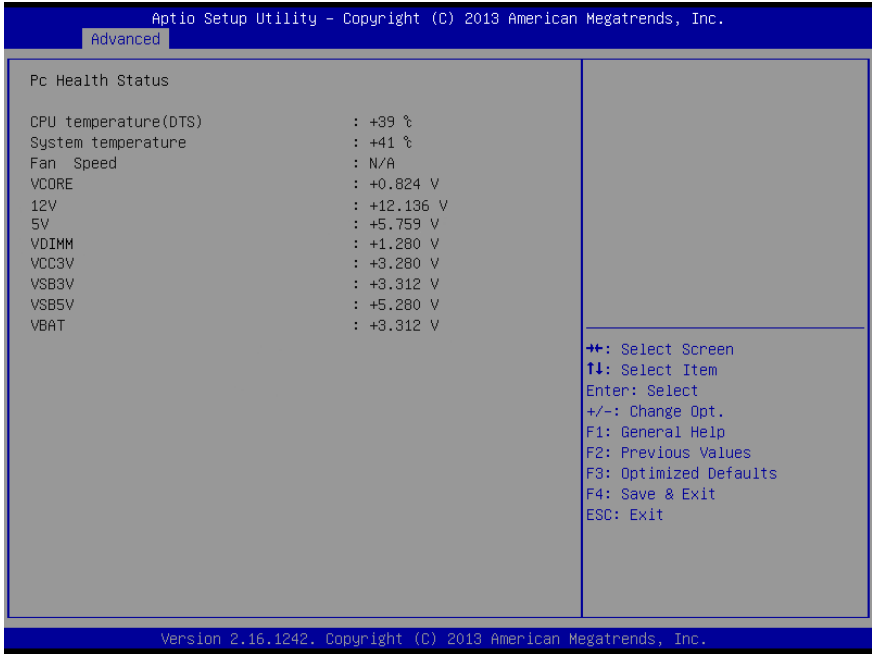 Aptio Setup Utility – Copyright (C) 2013 American Megatrends, Inc.
Advanced
Pc Health Status
CPU temperature(DTS) : +39 ℃
System temperature : +41 ℃
Fan Speed : N/A
VCORE : +0.824 V
12V : +12.136 V
5V : +5.759 V
VDIMM : +1.280 V
VCC3V : +3.280 V
VSB3V : +3.312 V
VSB5V : +5.280 V
VBAT : +3.312 V
→←: Select Screen
↑↓: Select Item
Enter: Select
+/-: Change Opt.
F1: General Help
F2: Previous Values
F3: Optimized Defaults
F4: Save & Exit
ESC: Exit
Version 2.16.1242. Copyright (C) 2013 American Megatrends, Inc.